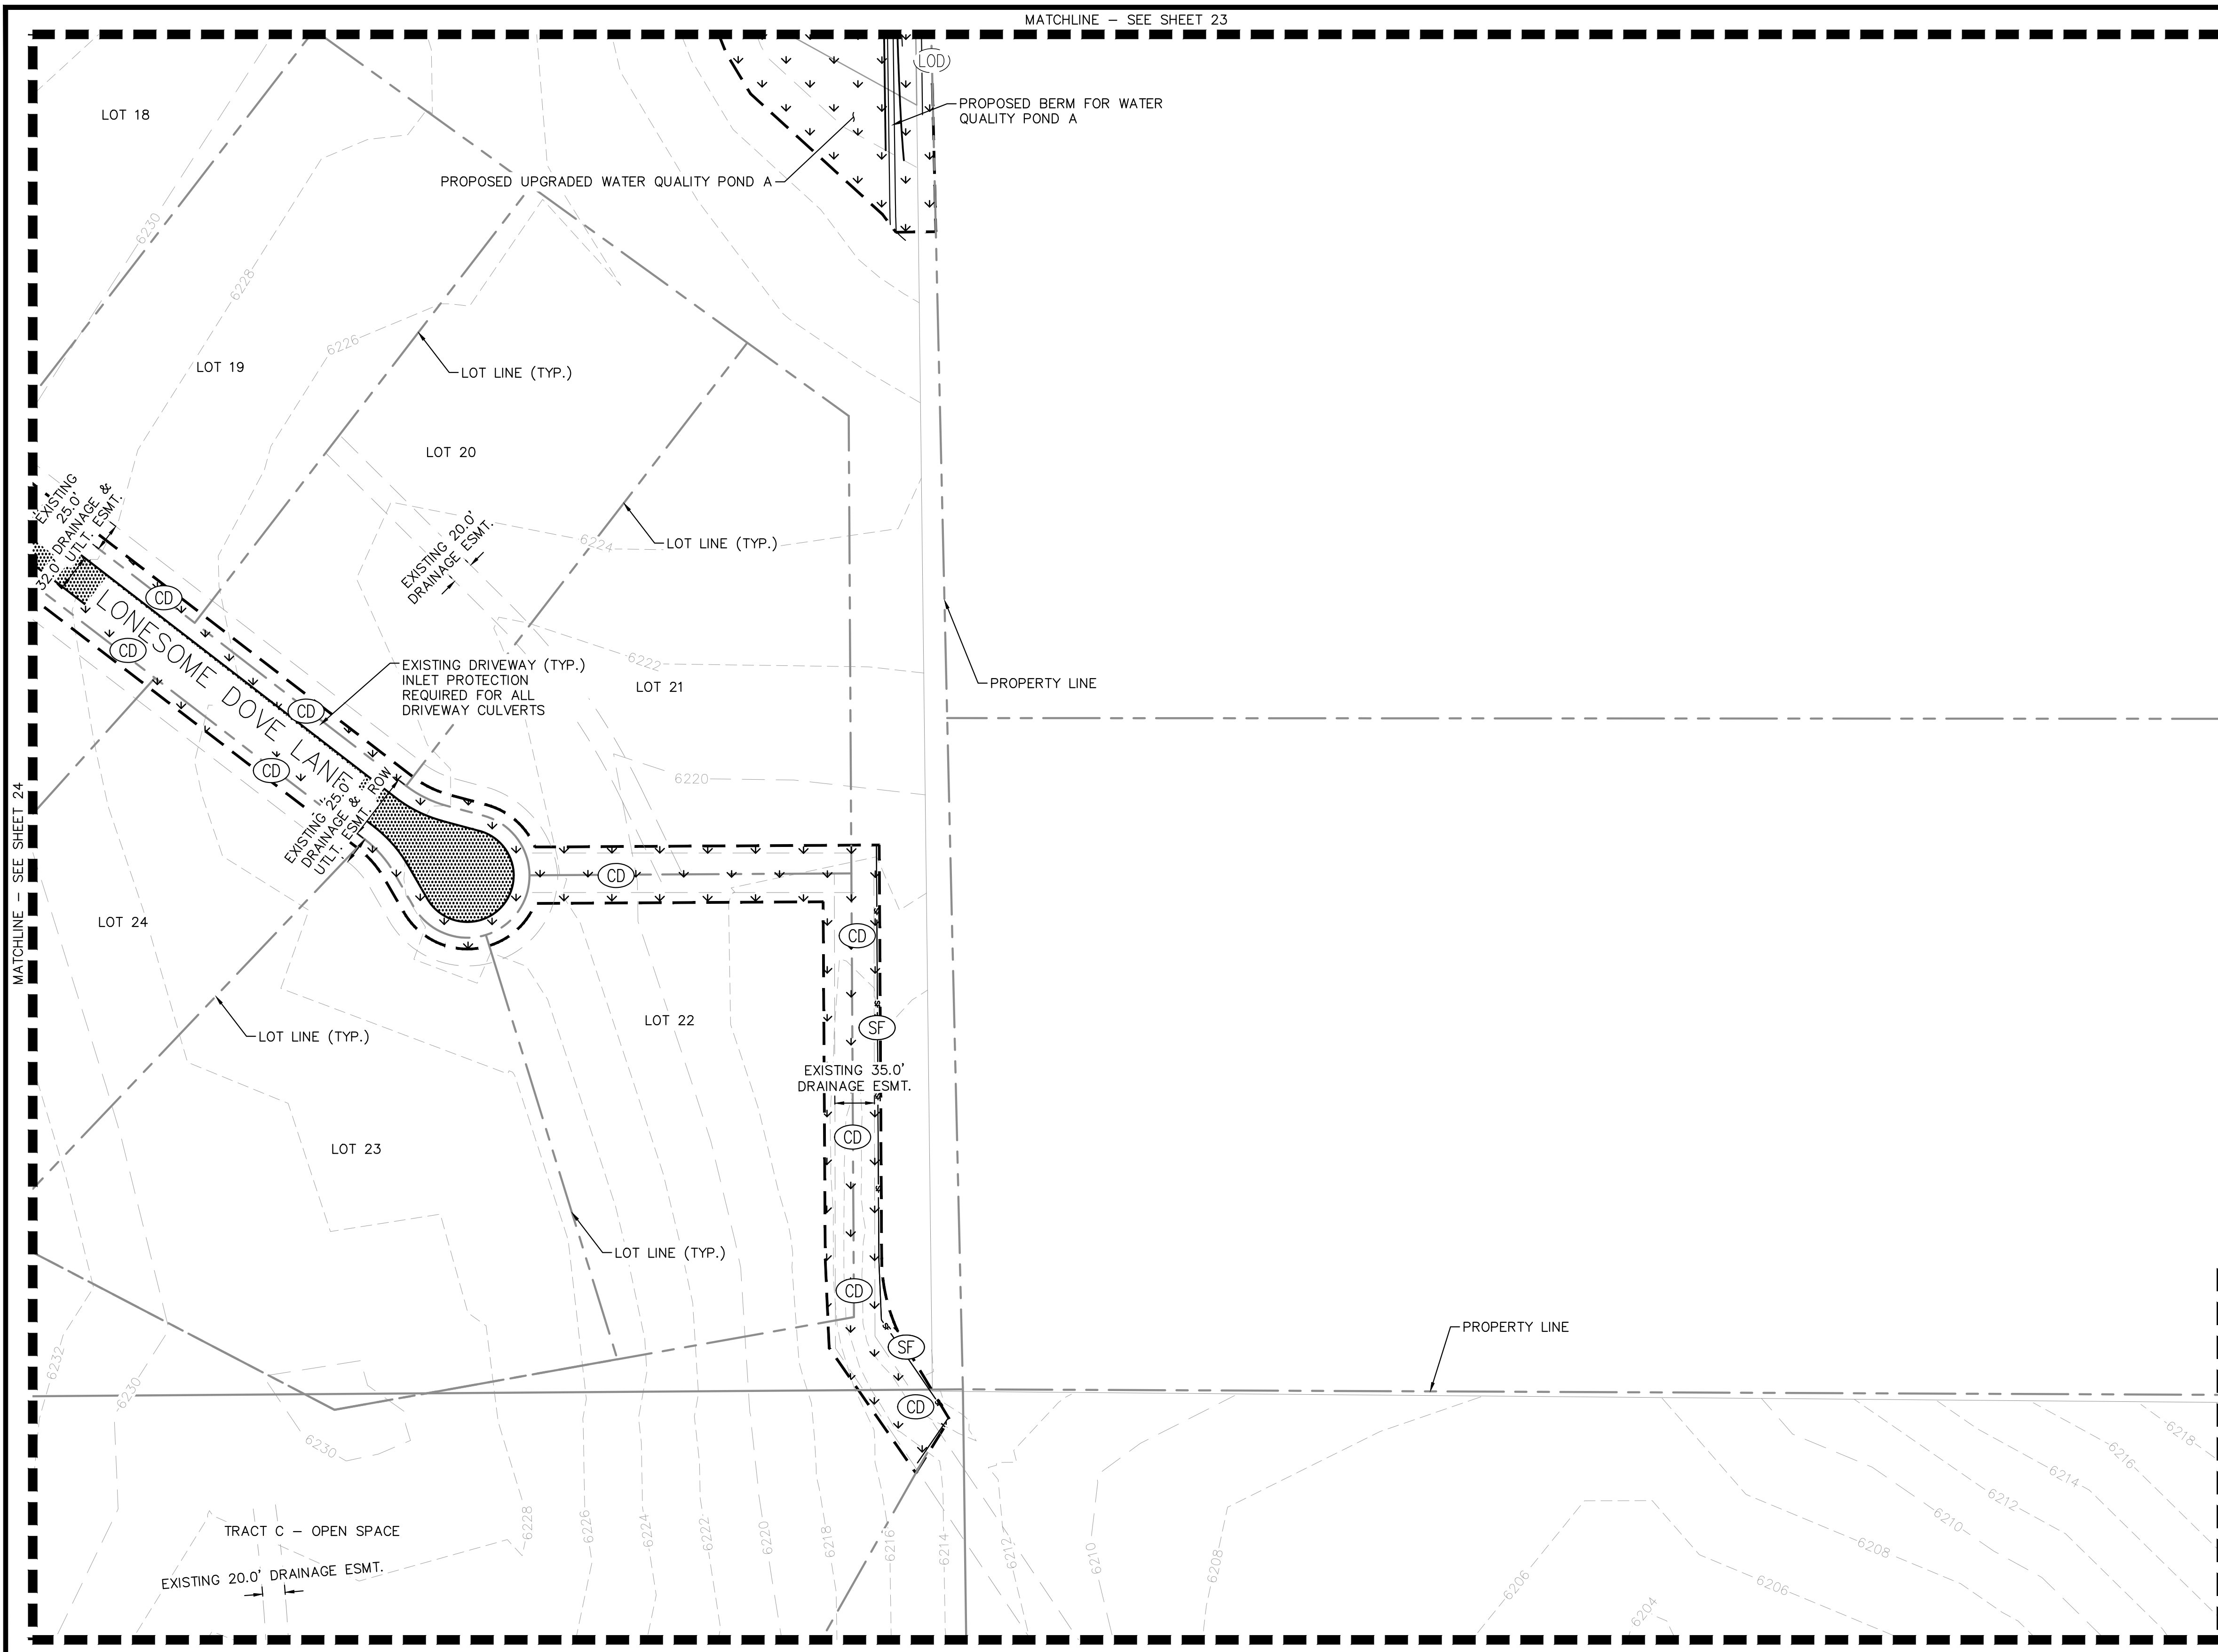 MATCHLINE – SEE SHEET 23
LOD
LOT 18
PROPOSED BERM FOR WATER
QUALITY POND A
PROPOSED UPGRADED WATER QUALITY POND A
6230
6228
6226
LOT 19
LOT LINE (TYP.)
LOT 20
EXISTING
25.0'
DRAINAGE &
UTLT. ESMT.
32.0'
EXISTING 20.0'
DRAINAGE ESMT.
6224
LOT LINE (TYP.)
CD
CD
LONESOME DOVE LANE
CD
CD
EXISTING DRIVEWAY (TYP.)
INLET PROTECTION
REQUIRED FOR ALL
DRIVEWAY CULVERTS
6222
LOT 21
PROPERTY LINE
6220
ROW
EXISTING 25.0'
DRAINAGE &
UTLT. ESMT.
MATCHLINE – SEE SHEET 24
CD
LOT 24
CD
LOT 22
SF
LOT LINE (TYP.)
EXISTING 35.0'
DRAINAGE ESMT.
CD
LOT 23
LOT LINE (TYP.)
CD
SF
PROPERTY LINE
CD
6232
6230
6230
TRACT C – OPEN SPACE
EXISTING 20.0' DRAINAGE ESMT.
6228
6226
6224
6222
6220
6218
6216
6214
6212
6210
6208
6206
6204
6206
6208
6210
6212
6214
6216
6218